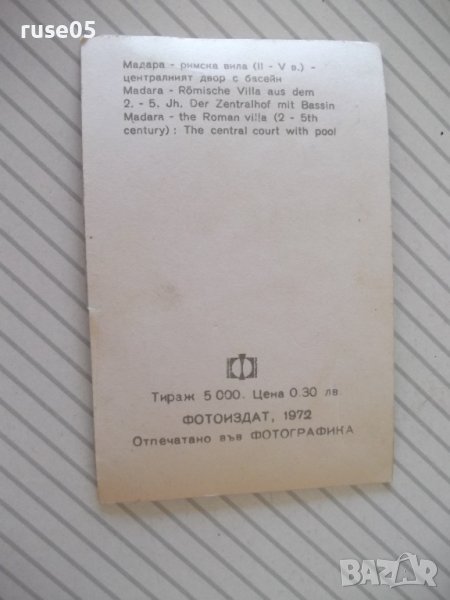 ruse05
Мадара - римска вила (II - V в.) -
централният двор с басейн
Madara - Römische Villa aus dem
2. - 5. Jh. Der Zentralhof mit Bassin
Madara - the Roman villa (2 - 5th
century) : The central court with pool
Тираж 5 000. Цена 0.30 лв.
ФОТОИЗДАТ, 1972
Отпечатано във ФОТОГРАФИКА
BAZAR